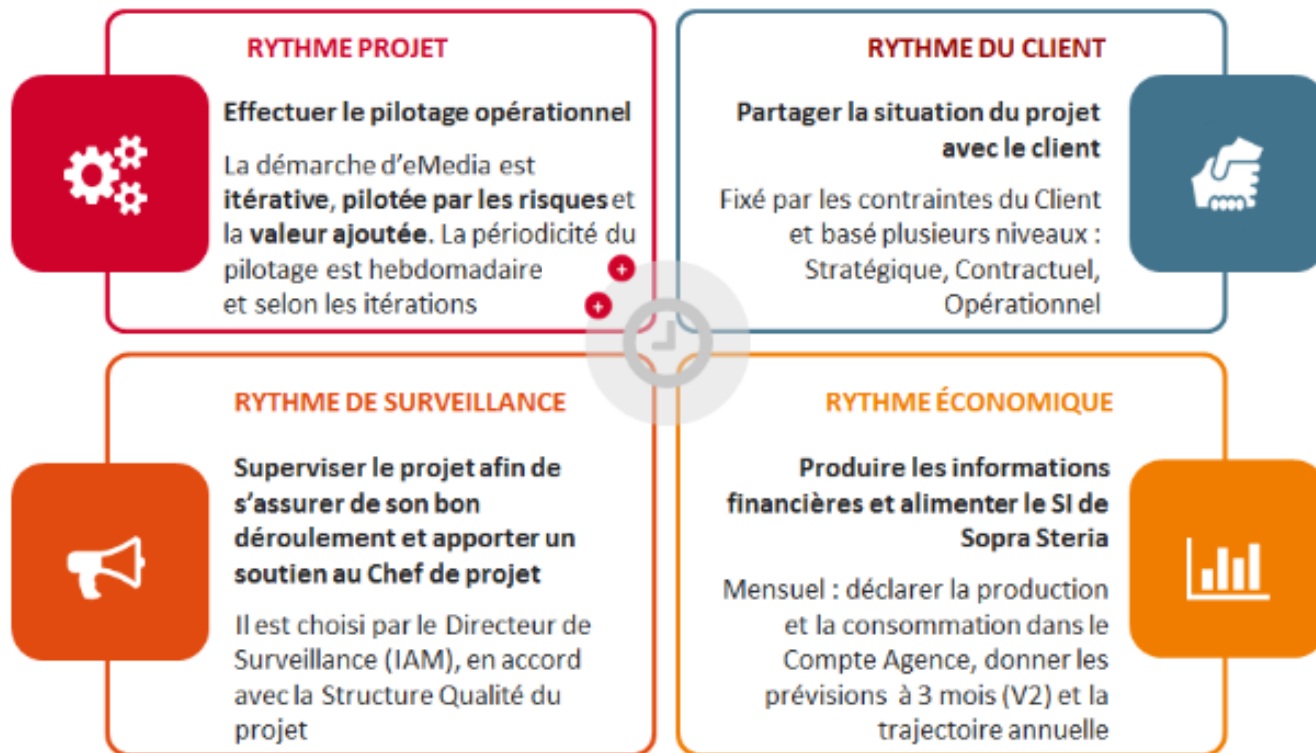 RYTHME PROJET
Effectuer le pilotage opérationnel
La démarche d'eMedia est
itérative, pilotée par les risques et
la valeur ajoutée. La périodicité du
pilotage est hebdomadaire
et selon les itérations
RYTHME DU CLIENT
Partager la situation du projet
avec le client
Fixé par les contraintes du Client
et basé plusieurs niveaux :
Stratégique, Contractuel,
Opérationnel
RYTHME DE SURVEILLANCE
Superviser le projet afin de
s'assurer de son bon
déroulement et apporter un
soutien au Chef de projet
Il est choisi par le Directeur de
Surveillance (IAM), en accord
avec la Structure Qualité du
projet
RYTHME ÉCONOMIQUE
Produire les informations
financières et alimenter le SI de
Sopra Steria
Mensuel : déclarer la production
et la consommation dans le
Compte Agence, donner les
prévisions à 3 mois (V2) et la
trajectoire annuelle